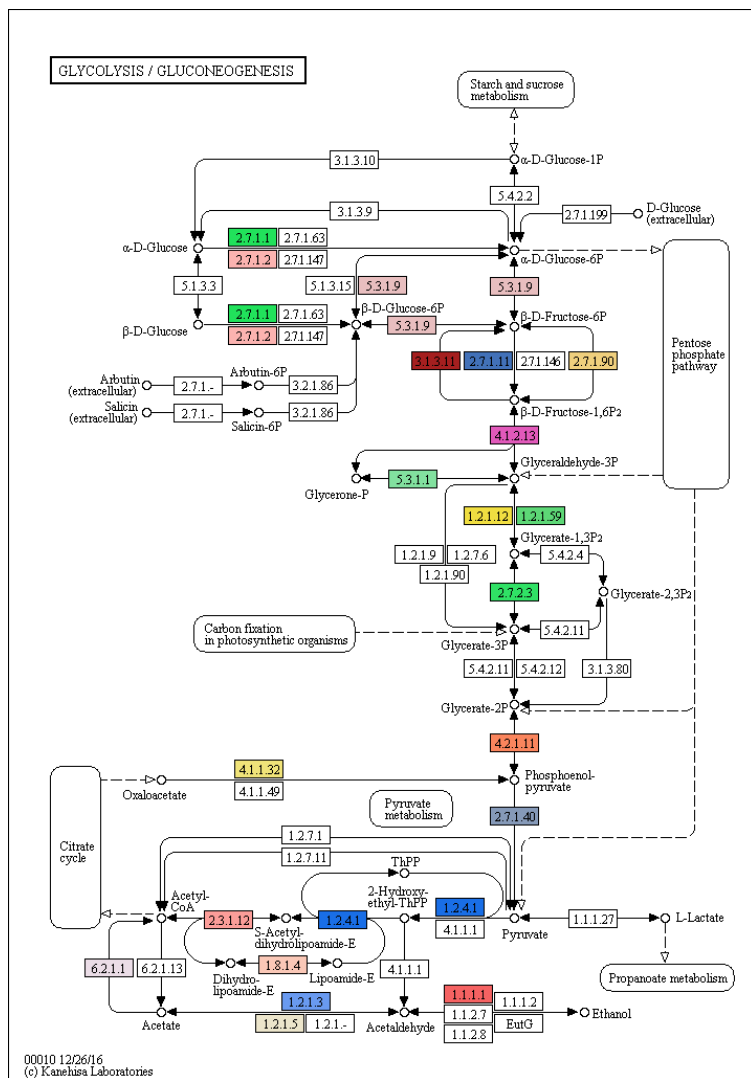 GLYCOLYSIS / GLUCONEOGENESIS
Starch and sucrose
metabolism
3.1.3.10
α-D-Glucose-1P
5.4.2.2
3.1.3.9
2.7.1.199
D-Glucose
(extracellular)
2.7.1.1
2.7.1.63
α-D-Glucose
2.7.1.2
2.7.1.147
α-D-Glucose-6P
5.1.3.3
5.1.3.15
5.3.1.9
5.3.1.9
β-D-Glucose-6P
β-D-Fructose-6P
2.7.1.1
2.7.1.63
β-D-Glucose
2.7.1.2
2.7.1.147
5.3.1.9
Pentose
phosphate
pathway
3.1.3.11
2.7.1.11
2.7.1.146
2.7.1.90
Arbutin
(extracellular)
2.7.1.-
Arbutin-6P
3.2.1.86
Salicin
(extracellular)
2.7.1.-
Salicin-6P
3.2.1.86
β-D-Fructose-1,6P2
4.1.2.13
Glyceraldehyde-3P
5.3.1.1
Glycerone-P
1.2.1.12
1.2.1.59
Glycerate-1,3P2
1.2.1.9
1.2.7.6
1.2.1.90
5.4.2.4
2.7.2.3
Glycerate-2,3P2
Carbon fixation
in photosynthetic organisms
5.4.2.11
Glycerate-3P
5.4.2.11
5.4.2.12
3.1.3.80
Glycerate-2P
4.2.1.11
4.1.1.32
Oxaloacetate
4.1.1.49
Phosphoenol-
pyruvate
Pyruvate
metabolism
2.7.1.40
Citrate
cycle
1.2.7.1
1.2.7.11
ThPP
Acetyl-
CoA
2-Hydroxy-
ethyl-ThPP
2.3.1.12
1.2.4.1
1.2.4.1
S-Acetyl-
dihydrolipoamide-E
4.1.1.1
Pyruvate
1.1.1.27
L-Lactate
6.2.1.1
6.2.1.13
1.8.1.4
Dihydro-
lipoamide-E
Lipoamide-E
4.1.1.1
Propanoate metabolism
1.2.1.3
1.1.1.1
1.1.1.2
Acetate
1.2.1.5
1.2.1.-
Acetaldehyde
1.1.2.7
EutG
Ethanol
1.1.2.8
00010 12/26/16
(c) Kanehisa Laboratories